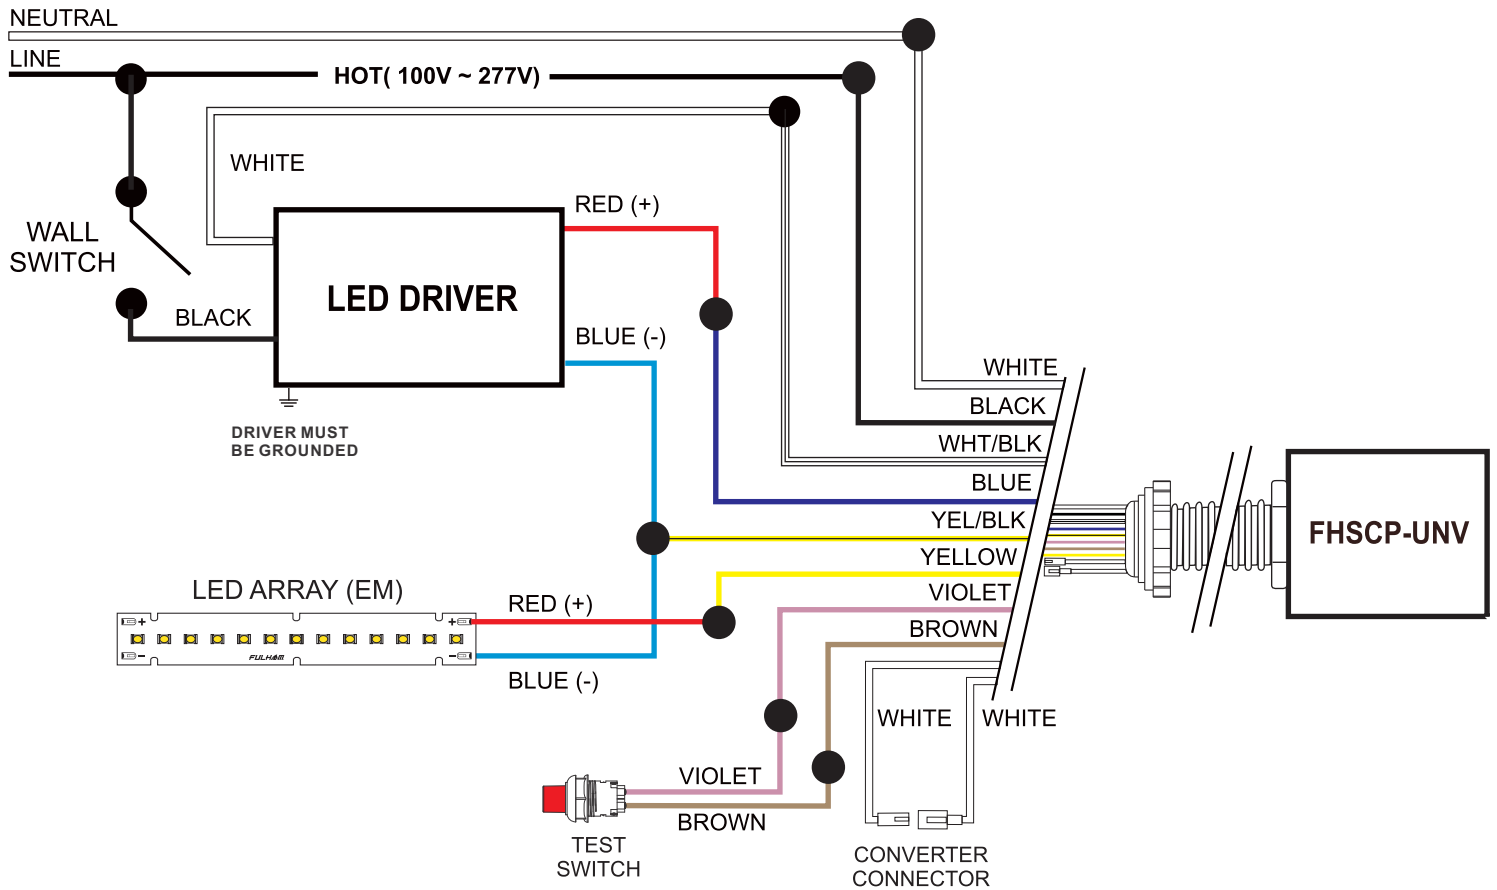 NEUTRAL
LINE
HOT( 100V ~ 277V)
WHITE
RED (+)
WALL
SWITCH
LED DRIVER
BLACK
BLUE (-)
DRIVER MUST
BE GROUNDED
WHITE
BLACK
WHT/BLK
BLUE
YEL/BLK
YELLOW
VIOLET
BROWN
FHSCP-UNV
LED ARRAY (EM)
RED (+)
+ +
- -
FULHAM
BLUE (-)
WHITE
WHITE
VIOLET
BROWN
TEST
SWITCH
CONVERTER
CONNECTOR